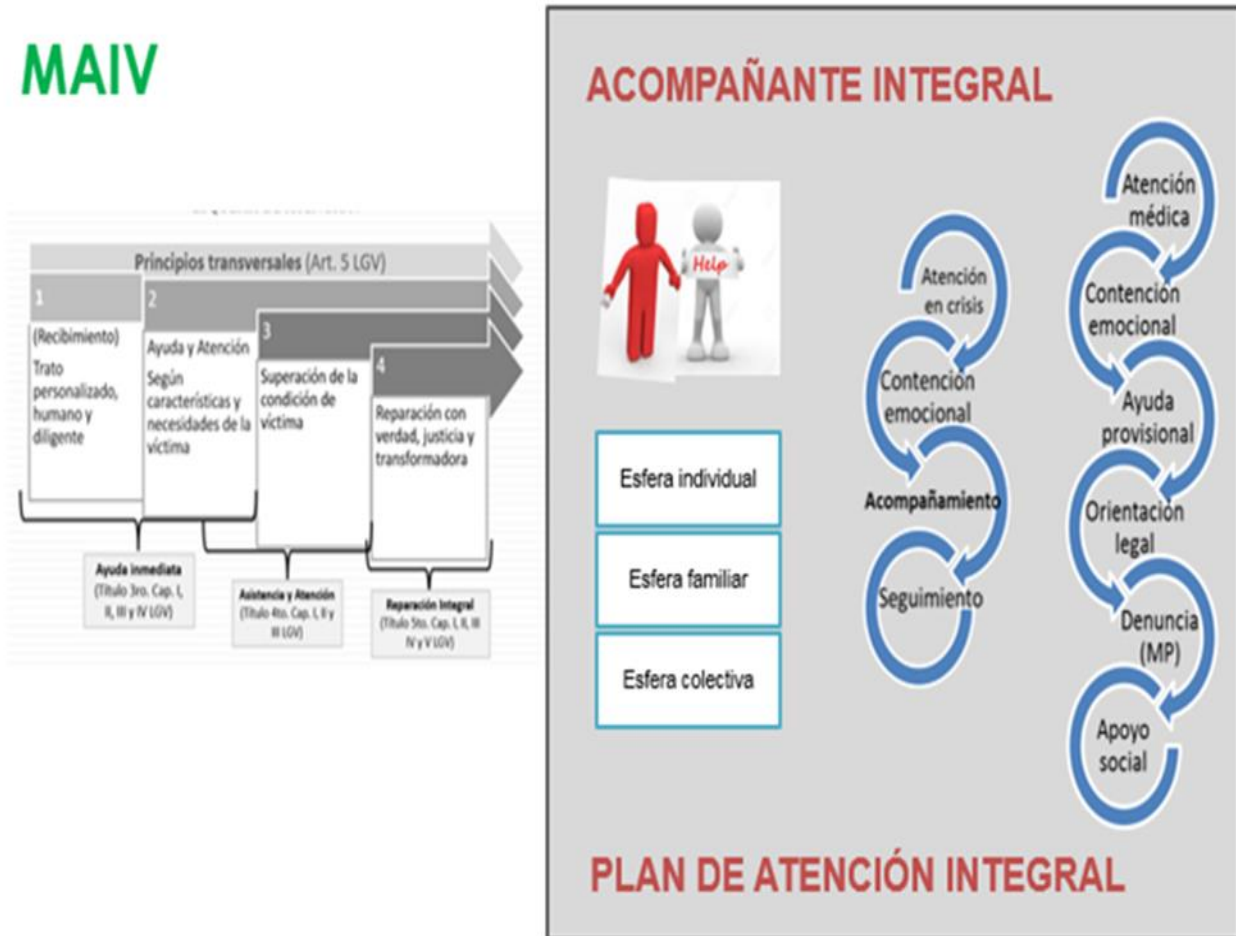 MAIV
Principios transversales (Art. 5 LGV)
1
(Recibimiento)
Trato
personalizado,
humano y
diligente
2
Ayuda y Atención
Según
características y
necesidades de la
víctima
3
Superación de la
condición de
víctima
4
Reparación con
verdad, justicia y
transformadora
Ayuda inmediata
(Título 3ro. Cap. I,
II, III y IV LGV)
Asistencia y Atención
(Título 4to. Cap. I, II y
III LGV)
Reparación Integral
(Título 5to. Cap. I, II, III
IV y V LGV)
ACOMPAÑANTE INTEGRAL
Help
Esfera individual
Esfera familiar
Esfera colectiva
Atención
en crisis
Contención
emocional
Acompañamiento
Seguimiento
Atención
médica
Contención
emocional
Ayuda
provisional
Orientación
legal
Denuncia
(MP)
Apoyo
social
PLAN DE ATENCIÓN INTEGRAL